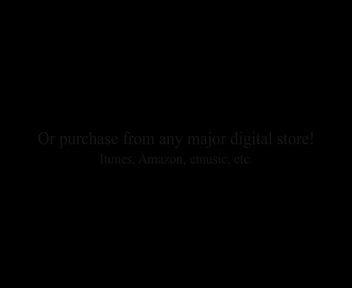 Or purchase from any major digital store!
Itunes, Amazon, emusic, etc.